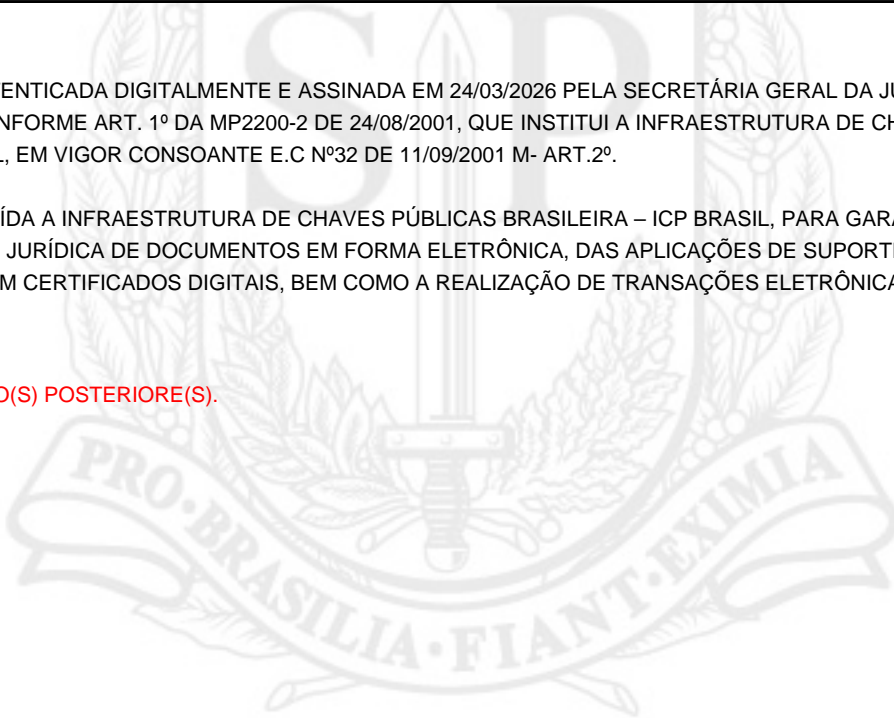 ENTICADA DIGITALMENTE E ASSINADA EM 24/03/2026 PELA SECRETÁRIA GERAL DA JU
NFORME ART. 1º DA MP2200-2 DE 24/08/2001, QUE INSTITUI A INFRAESTRUTURA DE CH
L, EM VIGOR CONSOANTE E.C Nº32 DE 11/09/2001 M- ART.2º.
ÍDA A INFRAESTRUTURA DE CHAVES PÚBLICAS BRASILEIRA – ICP BRASIL, PARA GARA
JURÍDICA DE DOCUMENTOS EM FORMA ELETRÔNICA, DAS APLICAÇÕES DE SUPORT
M CERTIFICADOS DIGITAIS, BEM COMO A REALIZAÇÃO DE TRANSAÇÕES ELETRÔNICA
O(S) POSTERIORE(S).
SP
PRO·BRASILIA·FIANT·EXIMIA